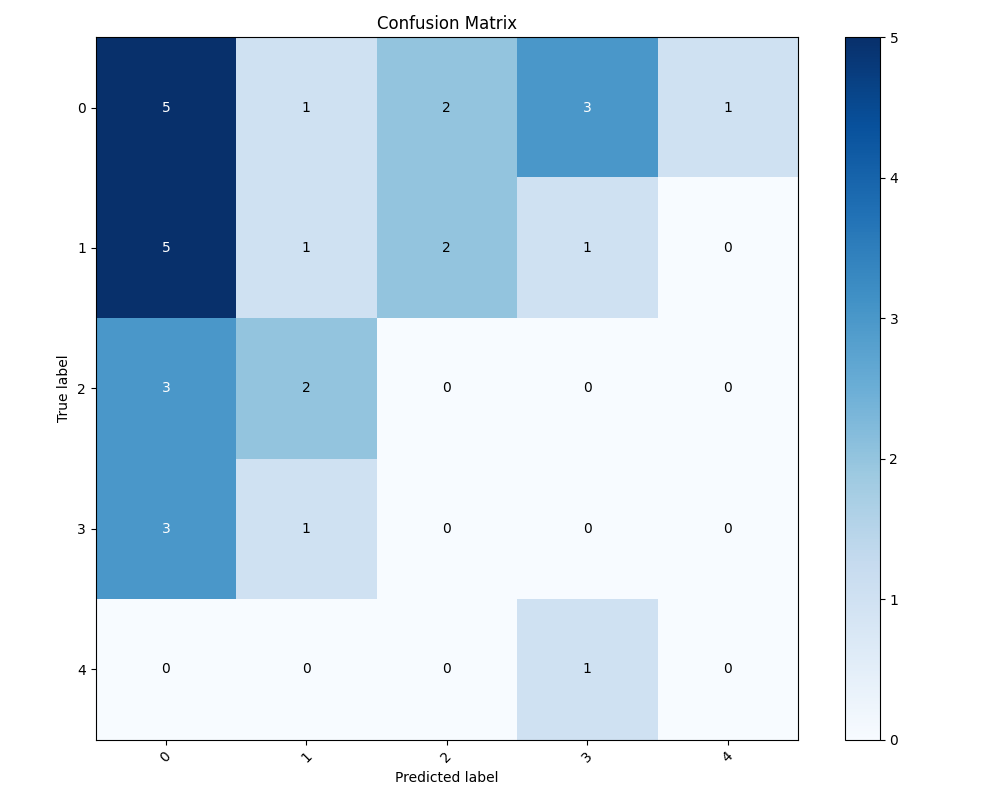 Confusion Matrix
0 5 1 2 3 1
1 5 1 2 1 0
2 3 2 0 0 0
3 3 1 0 0 0
4 0 0 0 1 0
0 1 2 3 4
True label
Predicted label
5
4
3
2
1
0